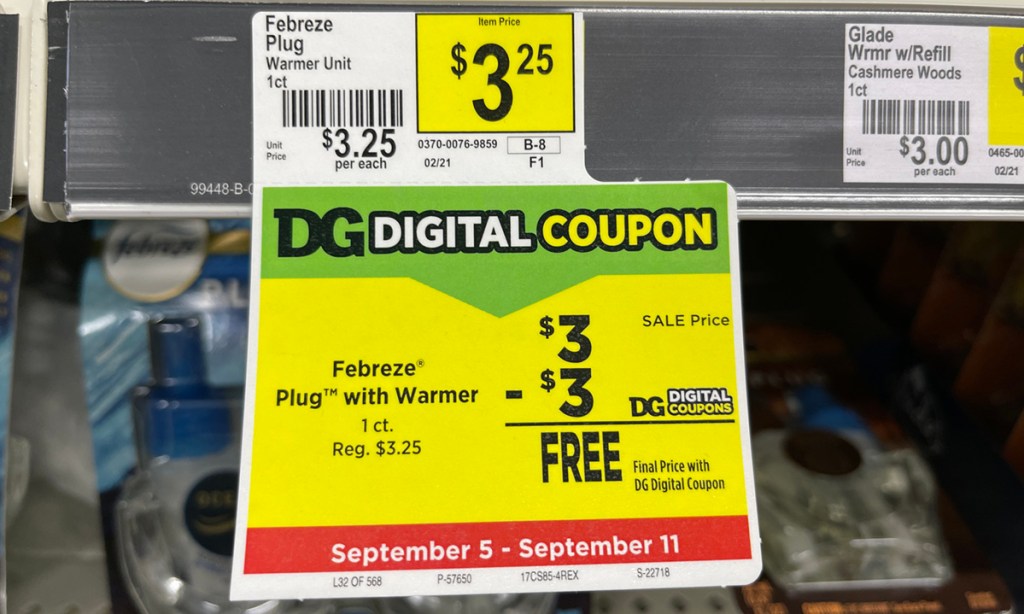 Febreze
Plug
Warmer Unit
1ct
Unit
Price
$3.25
per each
Item Price
$3 25
0370-0076-9859
02/21
B-8
F1
99448-B-
Glade
Wrmr w/Refill
Cashmere Woods
1ct
Unit
Price
$3.00
per each
$
0465-00
02/21
febreze
DG DIGITAL COUPON
Febreze®
Plug™ with Warmer
1 ct.
Reg. $3.25
$3 SALE Price
- $3 DG DIGITAL COUPONS
FREE Final Price with
DG Digital Coupon
September 5 - September 11
L32 OF 568 P-57650 17CS85-4REX S-22718